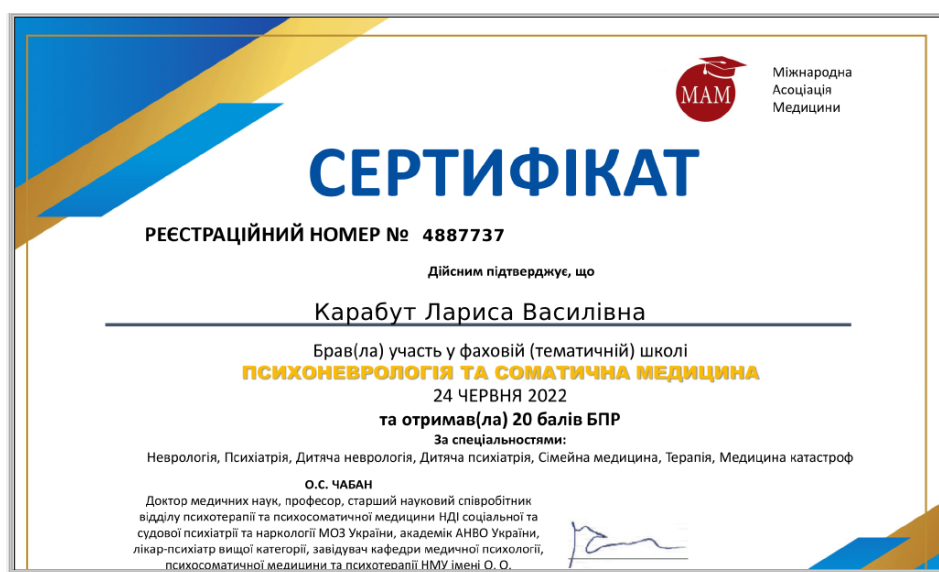 МАМ
Міжнародна
Асоціація
Медицини
СЕРТИФІКАТ
РЕЄСТРАЦІЙНИЙ НОМЕР № 4887737
Дійсним підтверджує, що
Карабут Лариса Василівна
Брав(ла) участь у фаховій (тематичній) школі
ПСИХОНЕВРОЛОГІЯ ТА СОМАТИЧНА МЕДИЦИНА
24 ЧЕРВНЯ 2022
та отримав(ла) 20 балів БПР
За спеціальностями:
Неврологія, Психіатрія, Дитяча неврологія, Дитяча психіатрія, Сімейна медицина, Терапія, Медицина катастроф
О.С. ЧАБАН
Доктор медичних наук, професор, старший науковий співробітник
відділу психотерапії та психосоматичної медицини НДІ соціальної та
судової психіатрії та наркології МОЗ України, академік АНВО України,
лікар-психіатр вищої категорії, завідувач кафедри медичної психології,
психосоматичної медицини та психотерапії НМУ імені О. О.